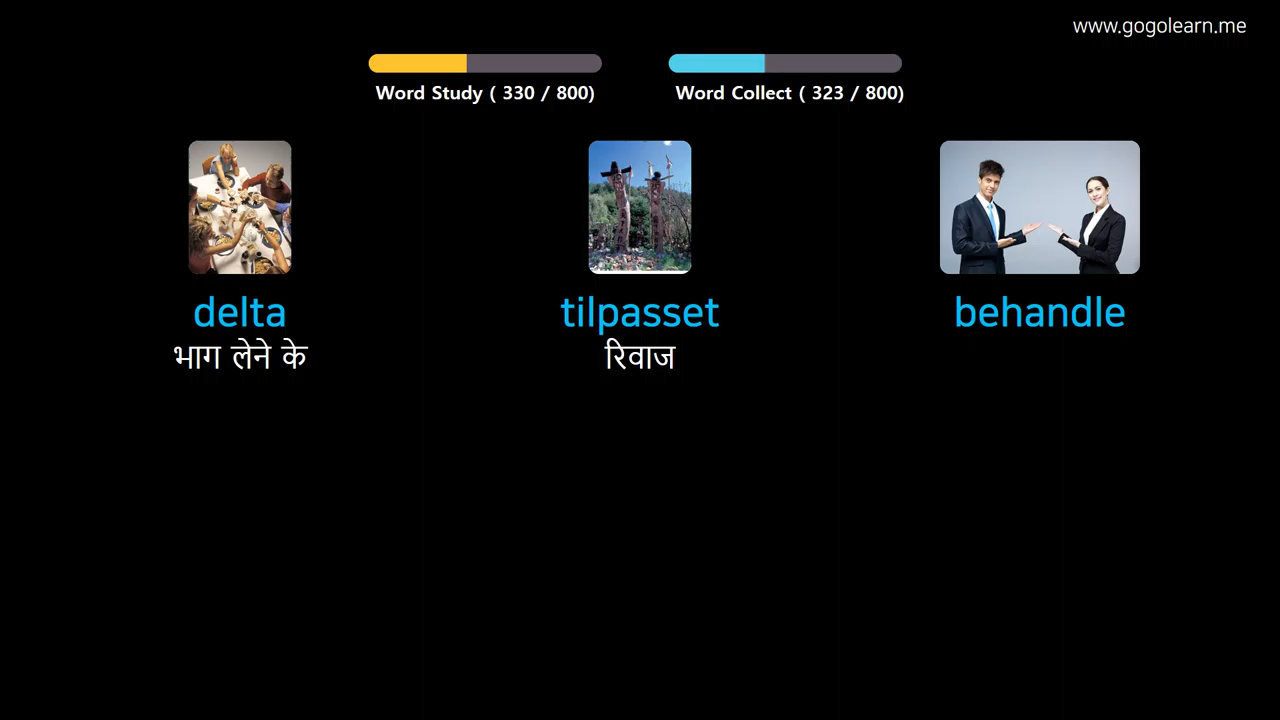 www.gogolearn.me
Word Study ( 330 / 800)
Word Collect ( 323 / 800)
delta
tilpasset
behandle
भाग लेने के
रिवाज